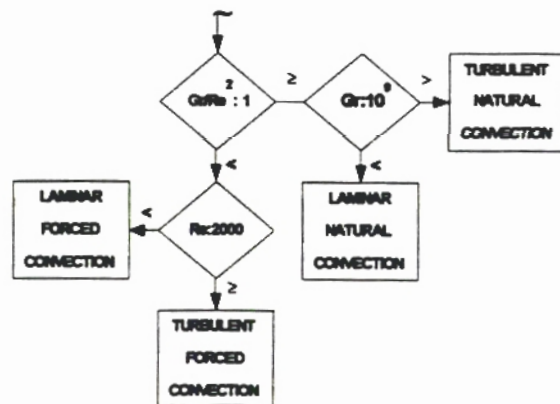 Gr/Re² : 1
≥
Gr:10⁹
>
TURBULENT
NATURAL
CONVECTION
<
<
LAMINAR
FORCED
CONVECTION
<
Re:2000
LAMINAR
NATURAL
CONVECTION
≥
TURBULENT
FORCED
CONVECTION